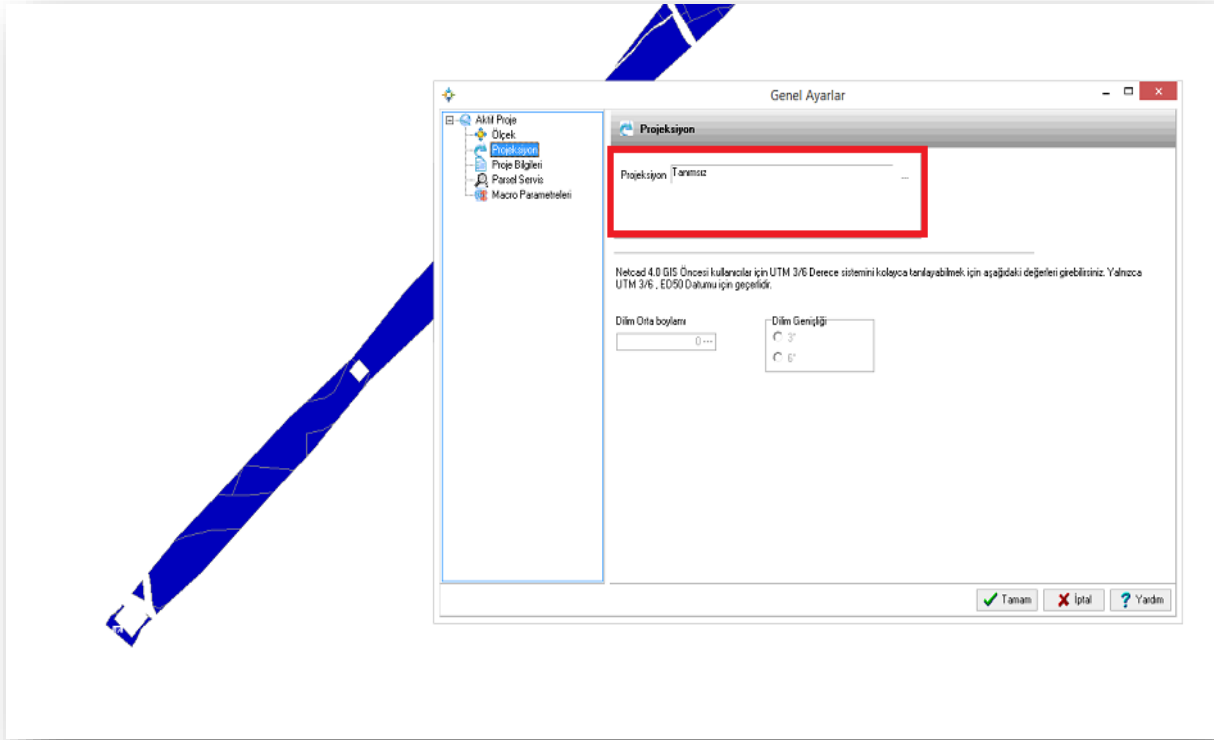 Genel Ayarlar
Aktif Proje
Ölçek
Projeksiyon
Proje Bilgileri
Parsel Servis
Macro Parametreleri
Projeksiyon
Projeksiyon Tanımsız ...
Netcad 4.0 GIS Öncesi kullanıcılar için UTM 3/6 Derece sistemini kolayca tanılayabilmek için aşağıdaki değerleri girebilirsiniz. Yalnızca
UTM 3/6 , ED50 Datumu için geçerlidir.
Dilim Orta boylamı
0 ...
Dilim Genişliği
3°
6°
Tamam
İptal
? Yardım